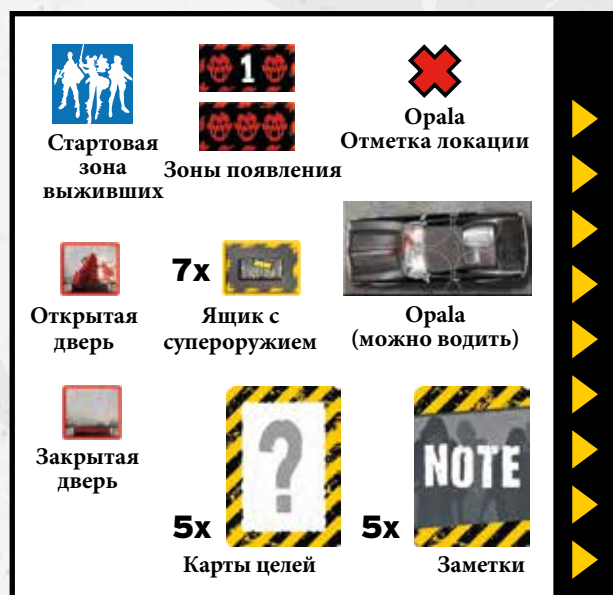 1
Стартовая
зона
выживших
Зоны появления
Opala
Отметка локации
Открытая
дверь
7x
Ящик с
супероружием
Opala
(можно водить)
Закрытая
дверь
5x
?
Карты целей
5x
NOTE
Заметки